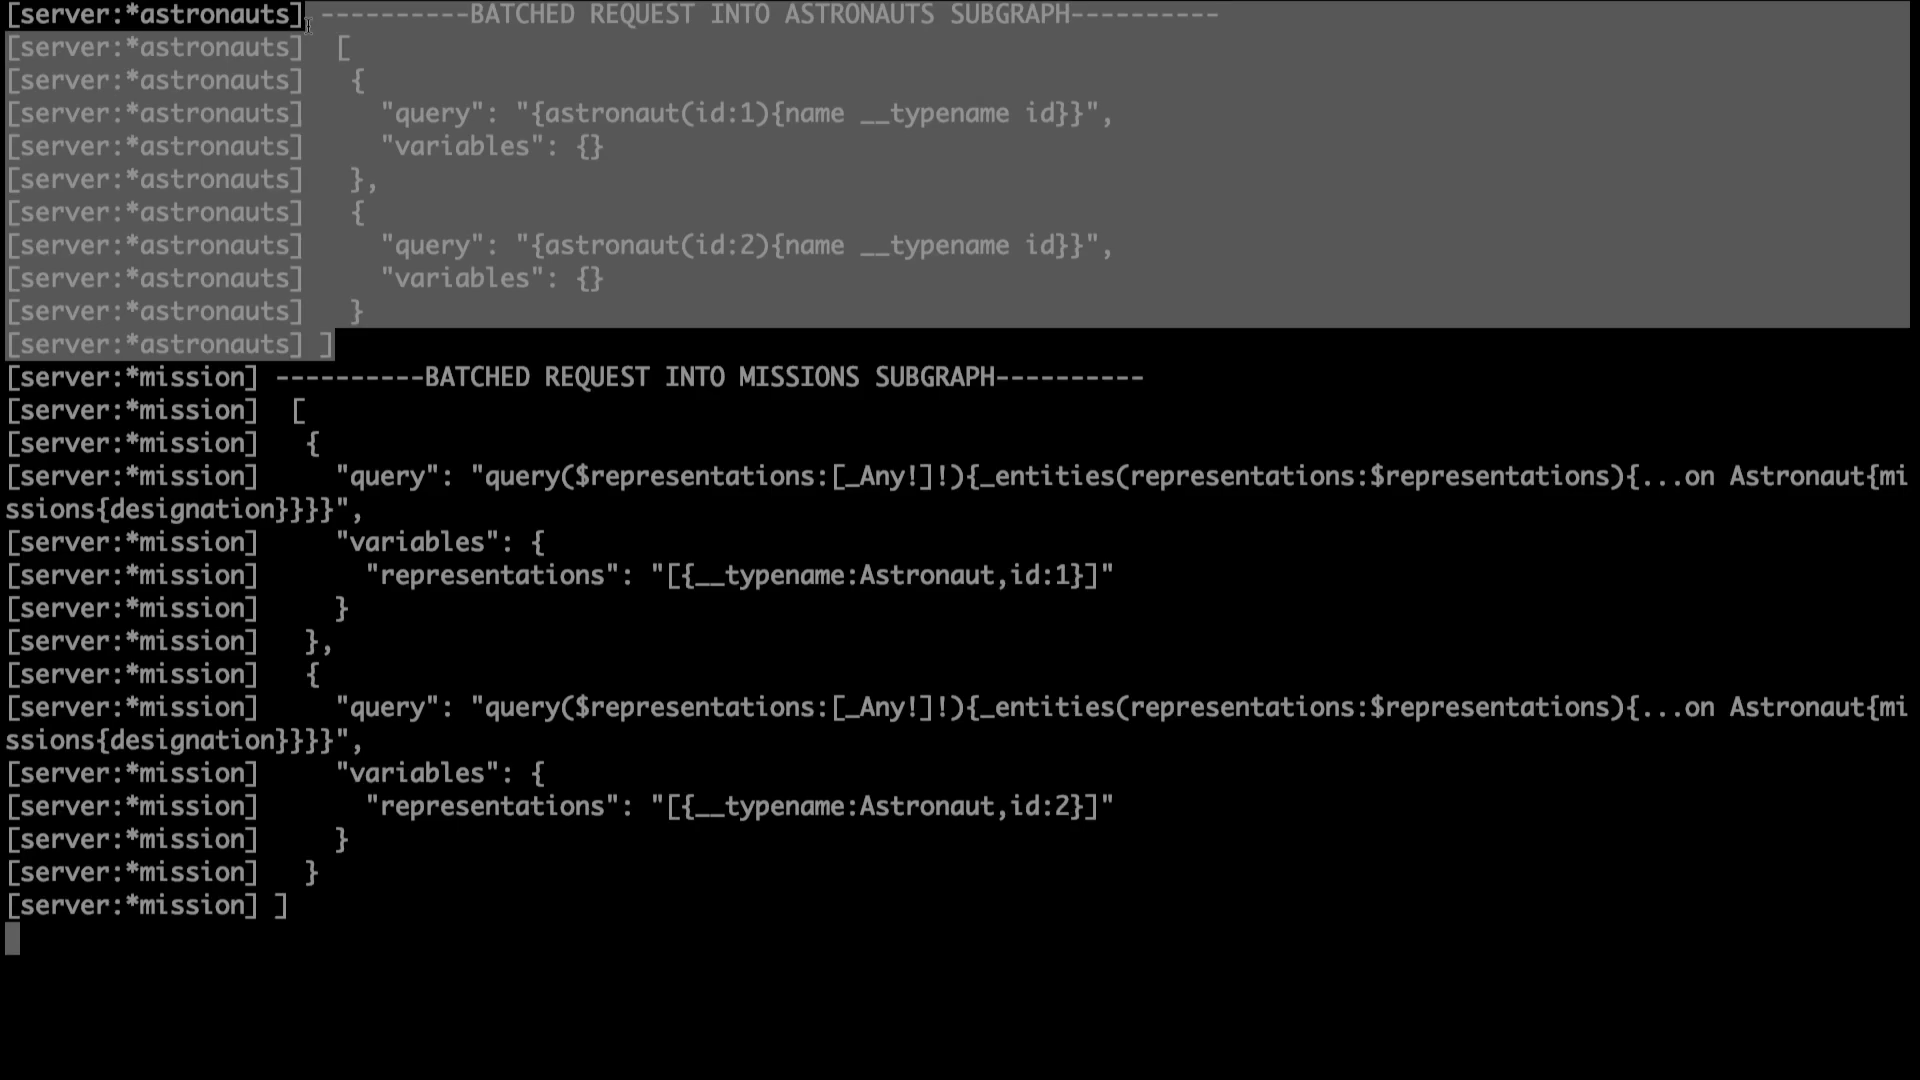 [server:*astronauts] ----------BATCHED REQUEST INTO ASTRONAUTS SUBGRAPH----------
[server:*astronauts]  [
[server:*astronauts]   {
[server:*astronauts]     "query": "{astronaut(id:1){name __typename id}}",
[server:*astronauts]     "variables": {}
[server:*astronauts]   },
[server:*astronauts]   {
[server:*astronauts]     "query": "{astronaut(id:2){name __typename id}}",
[server:*astronauts]     "variables": {}
[server:*astronauts]   }
[server:*astronauts] ]
[server:*mission] ----------BATCHED REQUEST INTO MISSIONS SUBGRAPH----------
[server:*mission]  [
[server:*mission]   {
[server:*mission]     "query": "query($representations:[_Any!]!){_entities(representations:$representations){...on Astronaut{mi
ssions{designation}}}}",
[server:*mission]     "variables": {
[server:*mission]       "representations": "[{__typename:Astronaut,id:1}]"
[server:*mission]     }
[server:*mission]   },
[server:*mission]   {
[server:*mission]     "query": "query($representations:[_Any!]!){_entities(representations:$representations){...on Astronaut{mi
ssions{designation}}}}",
[server:*mission]     "variables": {
[server:*mission]       "representations": "[{__typename:Astronaut,id:2}]"
[server:*mission]     }
[server:*mission]   }
[server:*mission] ]